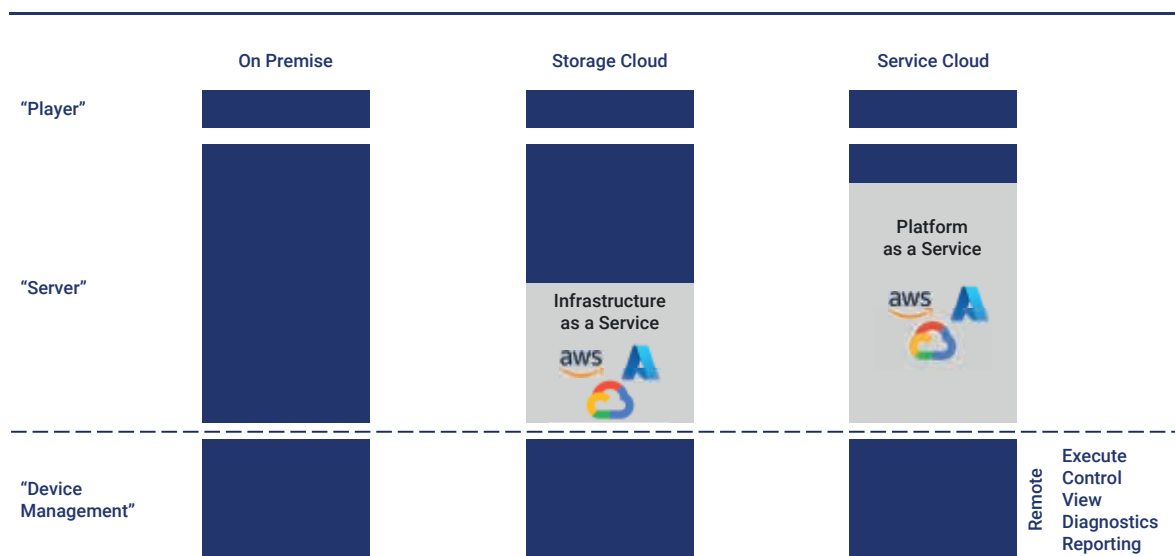 On Premise
Storage Cloud
Service Cloud
“Player”
“Server”
Infrastructure
as a Service
aws
Platform
as a Service
aws
“Device
Management”
Remote
Execute
Control
View
Diagnostics
Reporting